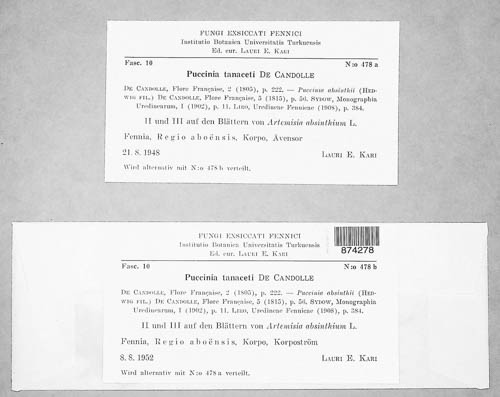 FUNGI EXSICCATI FENNICI
Instituto Botanica Universitatis Turkuensis
Ed. cur. LAURI E. KARI
Fasc. 10 N:o 478 a
Puccinia tanaceti DE CANDOLLE
DE CANDOLLE, Flore Française, 2 (1805), p. 222. — Puccinia absinthii (HED-
WIG FIL.) DE CANDOLLE, Flore Française, 5 (1815), p. 56. SYDOW, Monographia
Uredinearum, I (1902), p. 11. LIRO, Uredineae Fennicae (1908), p. 384.
II und III auf den Blättern von Artemisia absinthium L.
Fennia, Regio aboënsis, Korpo, Åvensor
21. 8. 1948 LAURI E. KARI
Wird alternativ mit N:o 478 b verteilt.
FUNGI EXSICCATI FENNICI
Instituto Botanica Universitatis Turkuensis
Ed. cur. LAURI E. KARI
874278
Fasc. 10 N:o 478 b
Puccinia tanaceti DE CANDOLLE
DE CANDOLLE, Flore Française, 2 (1805), p. 222. — Puccinia absinthii (HED-
WIG FIL.) DE CANDOLLE, Flore Française, 5 (1815), p. 56. SYDOW, Monographia
Uredinearum, I (1902), p. 11. LIRO, Uredineae Fennicae (1908), p. 384.
II und III auf den Blättern von Artemisia absinthium L.
Fennia, Regio aboënsis, Korpo, Korpoström
8. 8. 1952 LAURI E. KARI
Wird alternativ mit N:o 478 a verteilt.